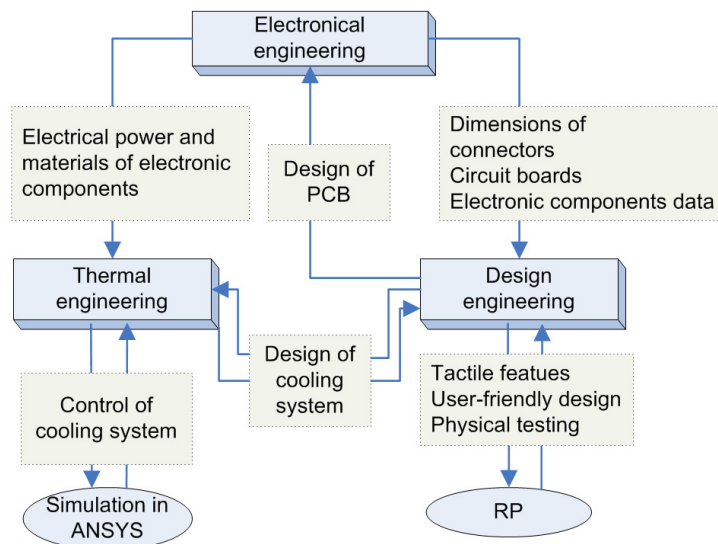 Electronical
engineering
Electrical power and
materials of electronic
components
Design of
PCB
Dimensions of
connectors
Circuit boards
Electronic components data
Thermal
engineering
Design
engineering
Design of
cooling
system
Control of
cooling system
Tactile featues
User-friendly design
Physical testing
Simulation in
ANSYS
RP